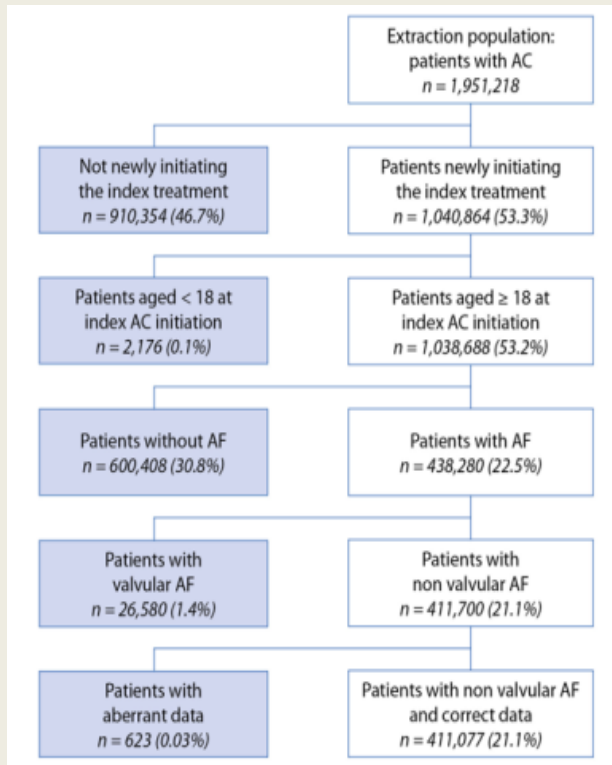 Extraction population:
patients with AC
n = 1,951,218
Not newly initiating
the index treatment
n = 910,354 (46.7%)
Patients newly initiating
the index treatment
n = 1,040,864 (53.3%)
Patients aged < 18 at
index AC initiation
n = 2,176 (0.1%)
Patients aged ≥ 18 at
index AC initiation
n = 1,038,688 (53.2%)
Patients without AF
n = 600,408 (30.8%)
Patients with AF
n = 438,280 (22.5%)
Patients with
valvular AF
n = 26,580 (1.4%)
Patients with
non valvular AF
n = 411,700 (21.1%)
Patients with
aberrant data
n = 623 (0.03%)
Patients with non valvular AF
and correct data
n = 411,077 (21.1%)